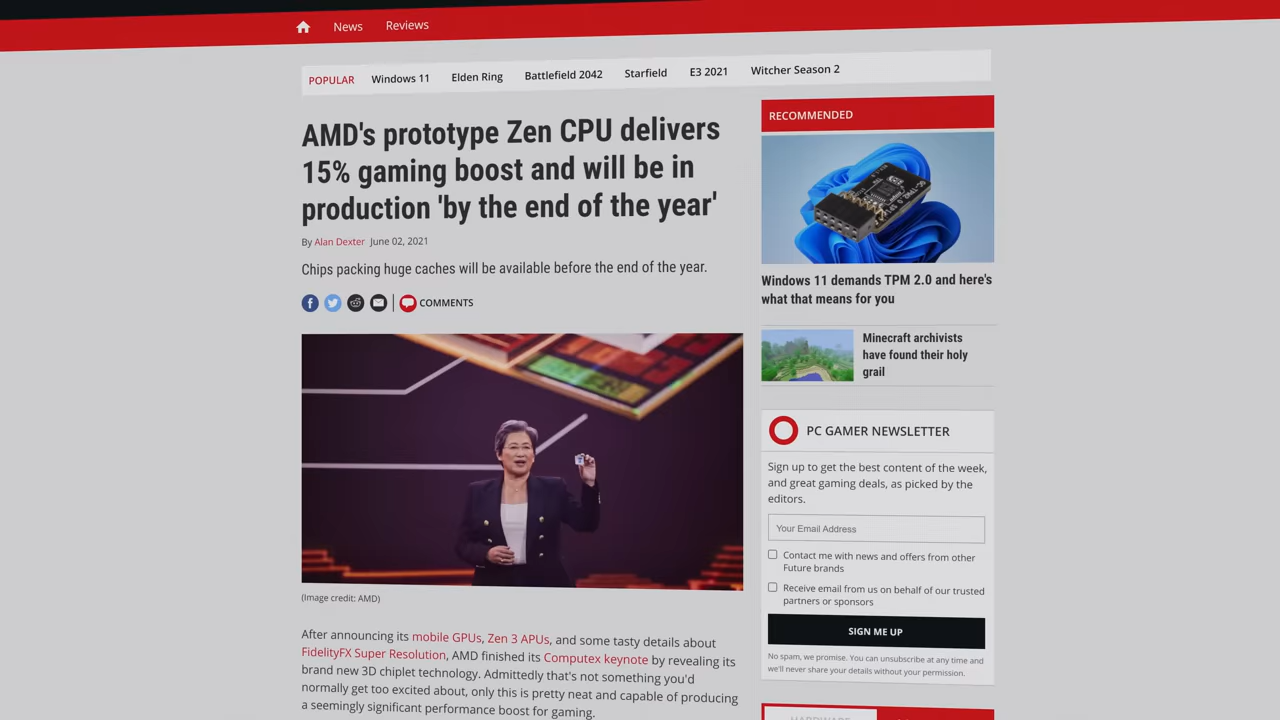 News
Reviews
POPULAR
Windows 11
Elden Ring
Battlefield 2042
Starfield
E3 2021
Witcher Season 2
AMD's prototype Zen CPU delivers
15% gaming boost and will be in
production 'by the end of the year'
By Alan Dexter June 02, 2021
Chips packing huge caches will be available before the end of the year.
COMMENTS
(Image credit: AMD)
After announcing its mobile GPUs, Zen 3 APUs, and some tasty details about
FidelityFX Super Resolution, AMD finished its Computex keynote by revealing its
brand new 3D chiplet technology. Admittedly that's not something you'd
normally get too excited about, only this is pretty neat and capable of producing
a seemingly significant performance boost for gaming.
RECOMMENDED
Windows 11 demands TPM 2.0 and here's
what that means for you
Minecraft archivists
have found their holy
grail
PC GAMER NEWSLETTER
Sign up to get the best content of the week,
and great gaming deals, as picked by the
editors.
Your Email Address
Contact me with news and offers from other
Future brands
Receive email from us on behalf of our trusted
partners or sponsors
SIGN ME UP
No spam, we promise. You can unsubscribe at any time and
we'll never share your details without your permission.
HARDWARE